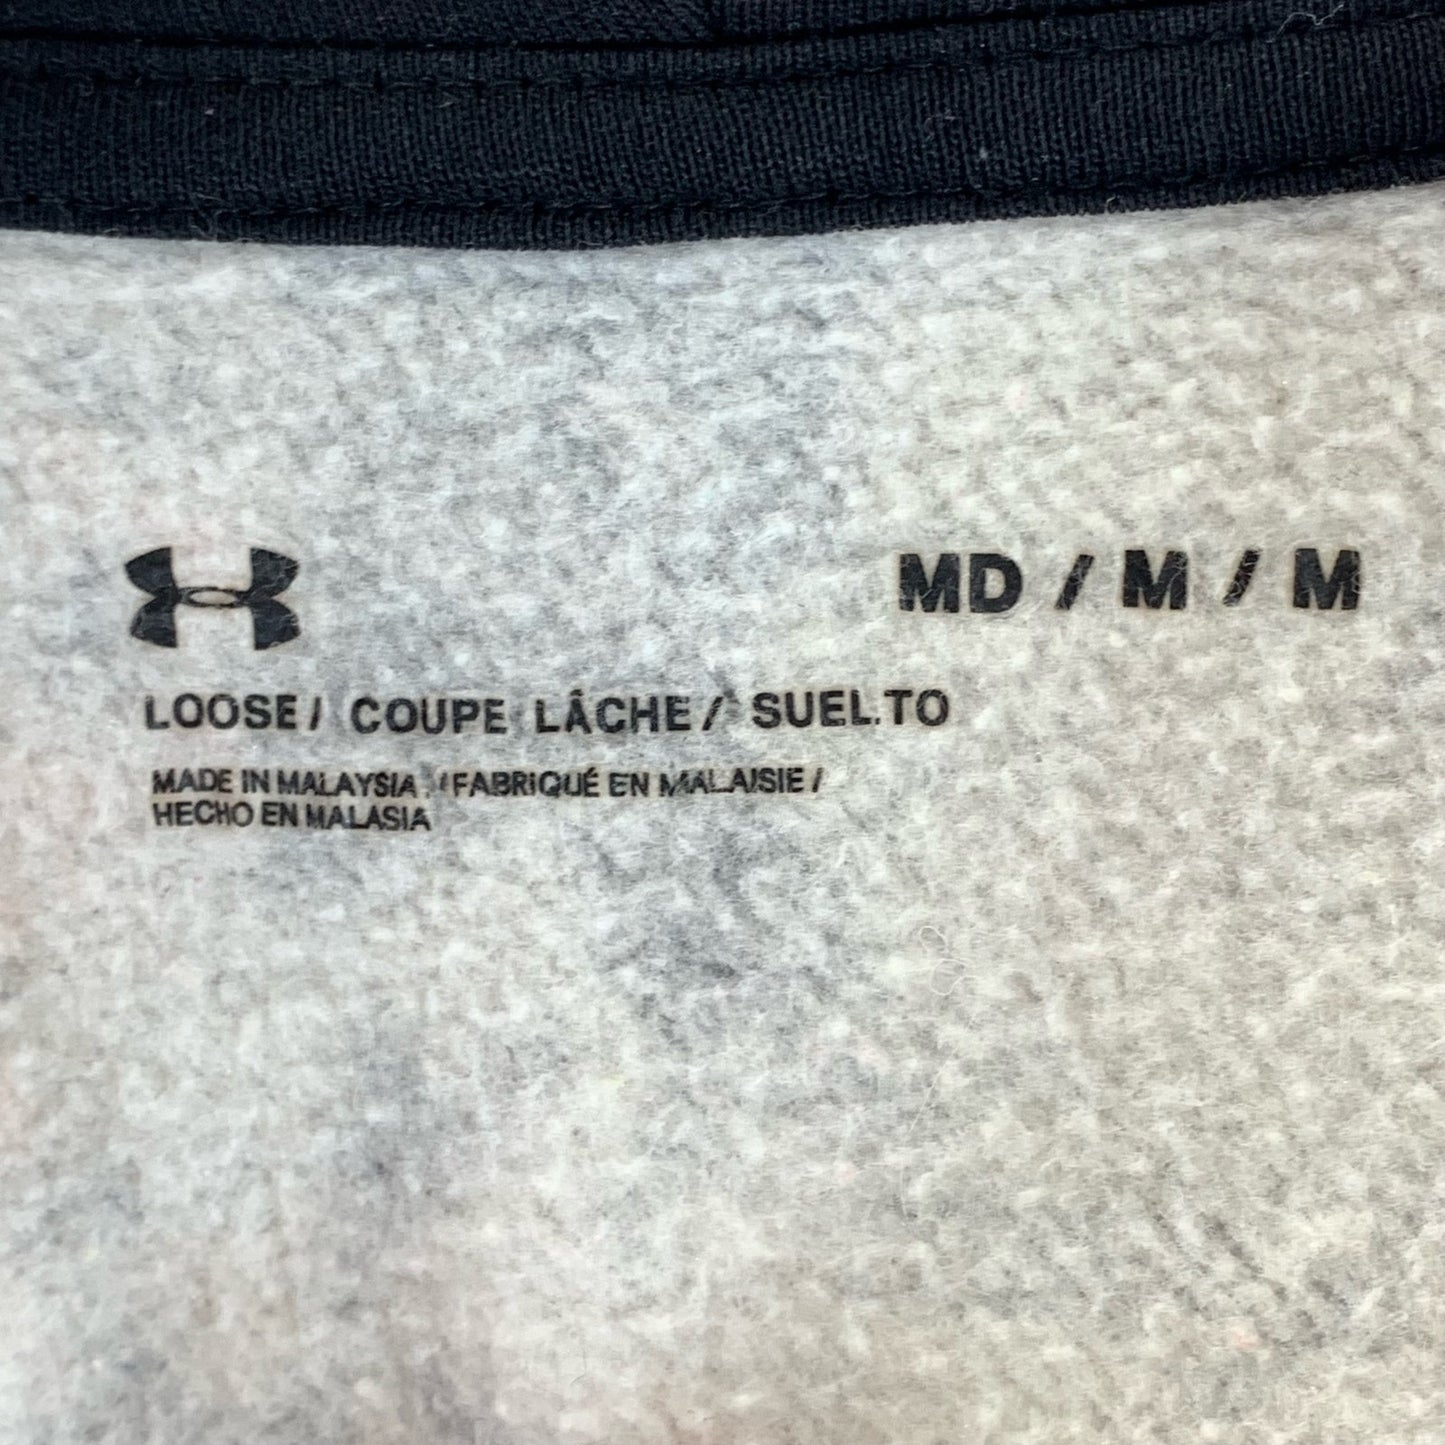 MD / M / M
LOOSE / COUPE LÂCHE / SUELTO
MADE IN MALAYSIA / FABRIQUÉ EN MALAISIE /
HECHO EN MALASIA